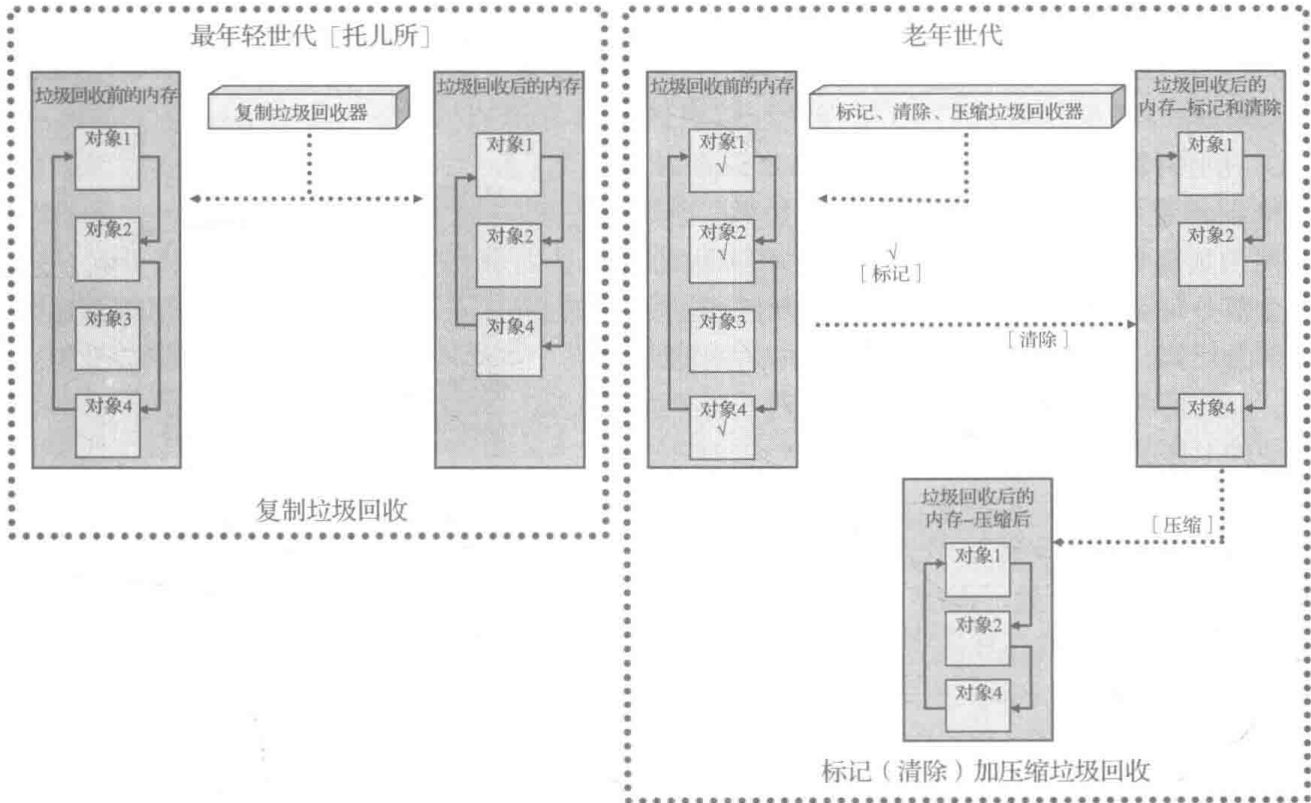 最年轻世代 [托儿所]
垃圾回收前的内存
对象1
对象2
对象3
对象4
复制垃圾回收器
垃圾回收后的内存
对象1
对象2
对象4
复制垃圾回收
老年世代
垃圾回收前的内存
对象1
√
对象2
√
对象3
对象4
√
标记、清除、压缩垃圾回收器
√
[标记]
[清除]
垃圾回收后的
内存-标记和清除
对象1
对象2
对象4
[压缩]
垃圾回收后的
内存-压缩后
对象1
对象2
对象4
标记（清除）加压缩垃圾回收